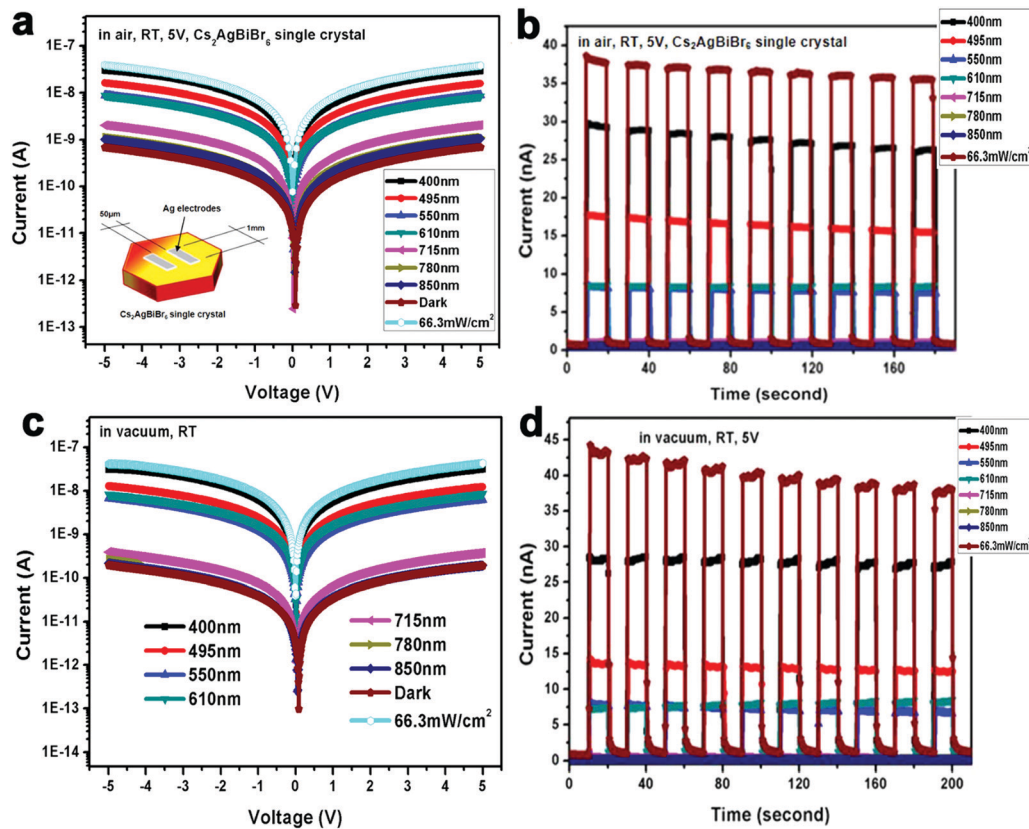 a
in air, RT, 5V, Cs₂AgBiBr₆ single crystal
Current (A)
1E-7
1E-8
1E-9
1E-10
1E-11
1E-12
1E-13
-5 -4 -3 -2 -1 0 1 2 3 4 5
Voltage (V)
50μm
Ag electrodes
1mm
Cs₂AgBiBr₆ single crystal
400nm
495nm
550nm
610nm
715nm
780nm
850nm
Dark
66.3mW/cm²
b
in air, RT, 5V, Cs₂AgBiBr₆ single crystal
Current (nA)
40
35
30
25
20
15
10
5
0
0 40 80 120 160
Time (second)
400nm
495nm
550nm
610nm
715nm
780nm
850nm
66.3mW/cm²
c
in vacuum, RT
Current (A)
1E-7
1E-8
1E-9
1E-10
1E-11
1E-12
1E-13
1E-14
-5 -4 -3 -2 -1 0 1 2 3 4 5
Voltage (V)
400nm
495nm
550nm
610nm
715nm
780nm
850nm
Dark
66.3mW/cm²
d
in vacuum, RT, 5V
Current (nA)
45
40
35
30
25
20
15
10
5
0
0 40 80 120 160 200
Time (second)
400nm
495nm
550nm
610nm
715nm
780nm
850nm
66.3mW/cm²